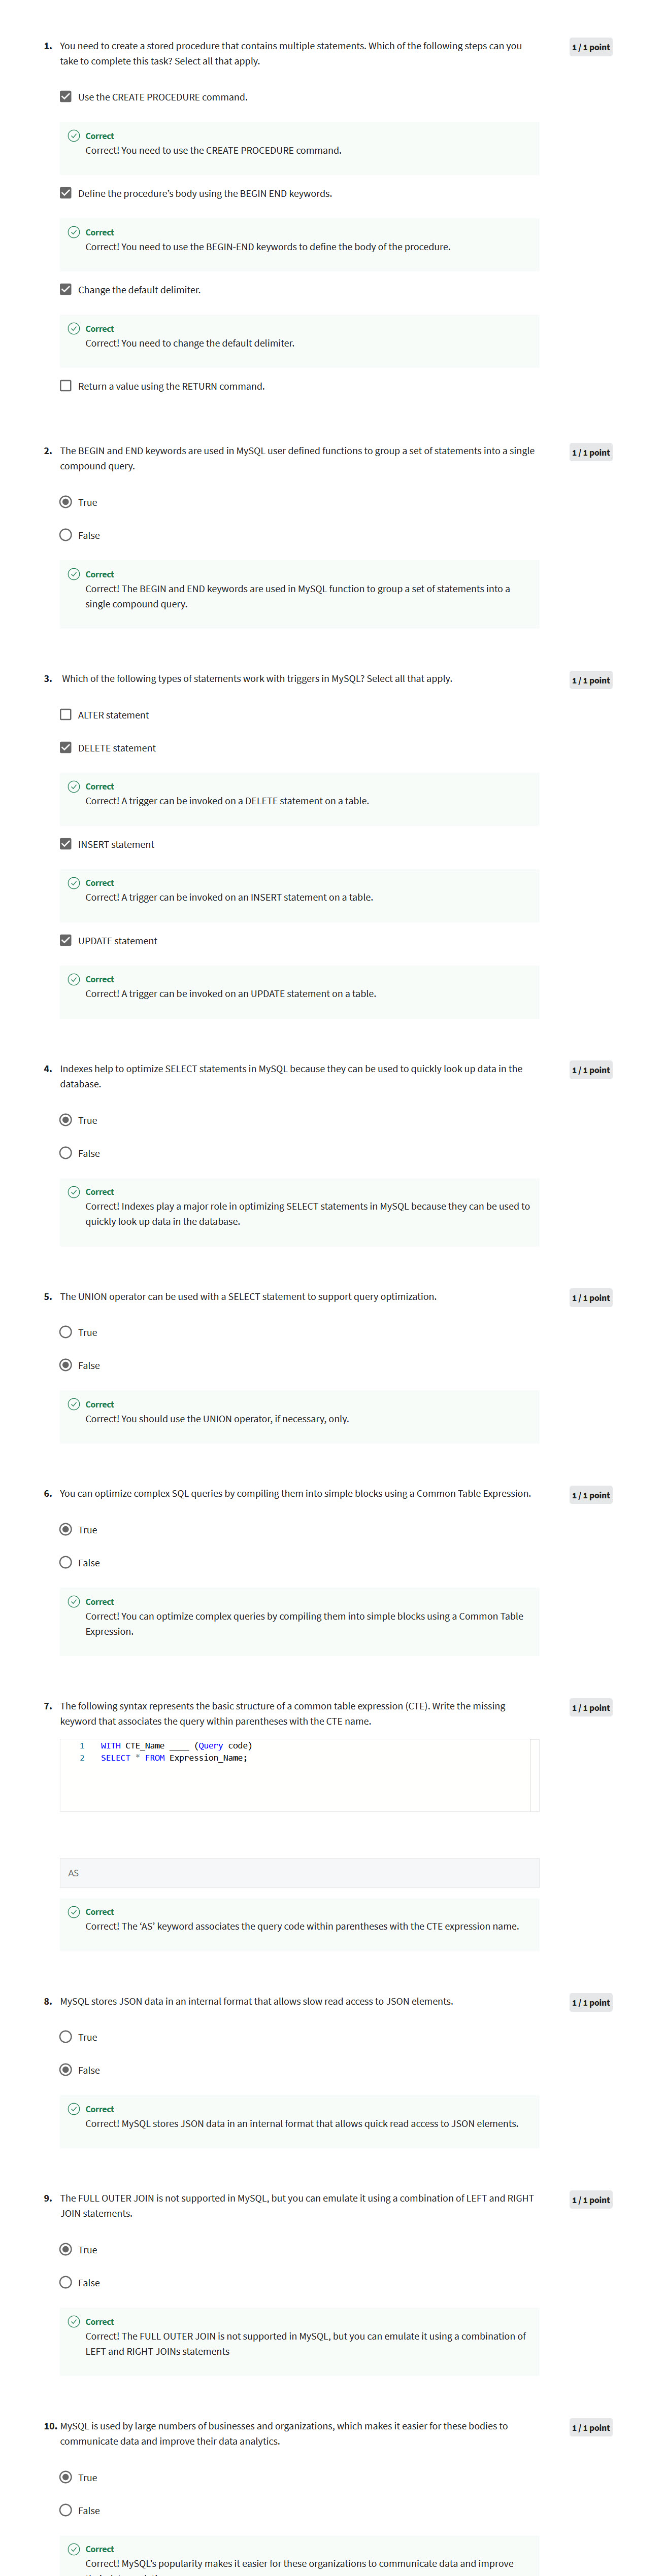 1. You need to create a stored procedure that contains multiple statements. Which of the following steps can you
1 / 1 point
take to complete this task? Select all that apply.
Use the CREATE PROCEDURE command.
Correct
Correct! You need to use the CREATE PROCEDURE command.
Define the procedure's body using the BEGIN END keywords.
Correct
Correct! You need to use the BEGIN-END keywords to define the body of the procedure.
Change the default delimiter.
Correct
Correct! You need to change the default delimiter.
Return a value using the RETURN command.
2. The BEGIN and END keywords are used in MySQL user defined functions to group a set of statements into a single
1 / 1 point
compound query.
True
False
Correct
Correct! The BEGIN and END keywords are used in MySQL function to group a set of statements into a
single compound query.
3. Which of the following types of statements work with triggers in MySQL? Select all that apply.
1 / 1 point
ALTER statement
DELETE statement
Correct
Correct! A trigger can be invoked on a DELETE statement on a table.
INSERT statement
Correct
Correct! A trigger can be invoked on an INSERT statement on a table.
UPDATE statement
Correct
Correct! A trigger can be invoked on an UPDATE statement on a table.
4. Indexes help to optimize SELECT statements in MySQL because they can be used to quickly look up data in the
1 / 1 point
database.
True
False
Correct
Correct! Indexes play a major role in optimizing SELECT statements in MySQL because they can be used to
quickly look up data in the database.
5. The UNION operator can be used with a SELECT statement to support query optimization.
1 / 1 point
True
False
Correct
Correct! You should use the UNION operator, if necessary, only.
6. You can optimize complex SQL queries by compiling them into simple blocks using a Common Table Expression.
1 / 1 point
True
False
Correct
Correct! You can optimize complex queries by compiling them into simple blocks using a Common Table
Expression.
7. The following syntax represents the basic structure of a common table expression (CTE). Write the missing
1 / 1 point
keyword that associates the query within parentheses with the CTE name.
1 WITH CTE_Name ____ (Query code)
2 SELECT * FROM Expression_Name;
AS
Correct
Correct! The 'AS' keyword associates the query code within parentheses with the CTE expression name.
8. MySQL stores JSON data in an internal format that allows slow read access to JSON elements.
1 / 1 point
True
False
Correct
Correct! MySQL stores JSON data in an internal format that allows quick read access to JSON elements.
9. The FULL OUTER JOIN is not supported in MySQL, but you can emulate it using a combination of LEFT and RIGHT
1 / 1 point
JOIN statements.
True
False
Correct
Correct! The FULL OUTER JOIN is not supported in MySQL, but you can emulate it using a combination of
LEFT and RIGHT JOINs statements
10. MySQL is used by large numbers of businesses and organizations, which makes it easier for these bodies to
1 / 1 point
communicate data and improve their data analytics.
True
False
Correct
Correct! MySQL's popularity makes it easier for these organizations to communicate data and improve